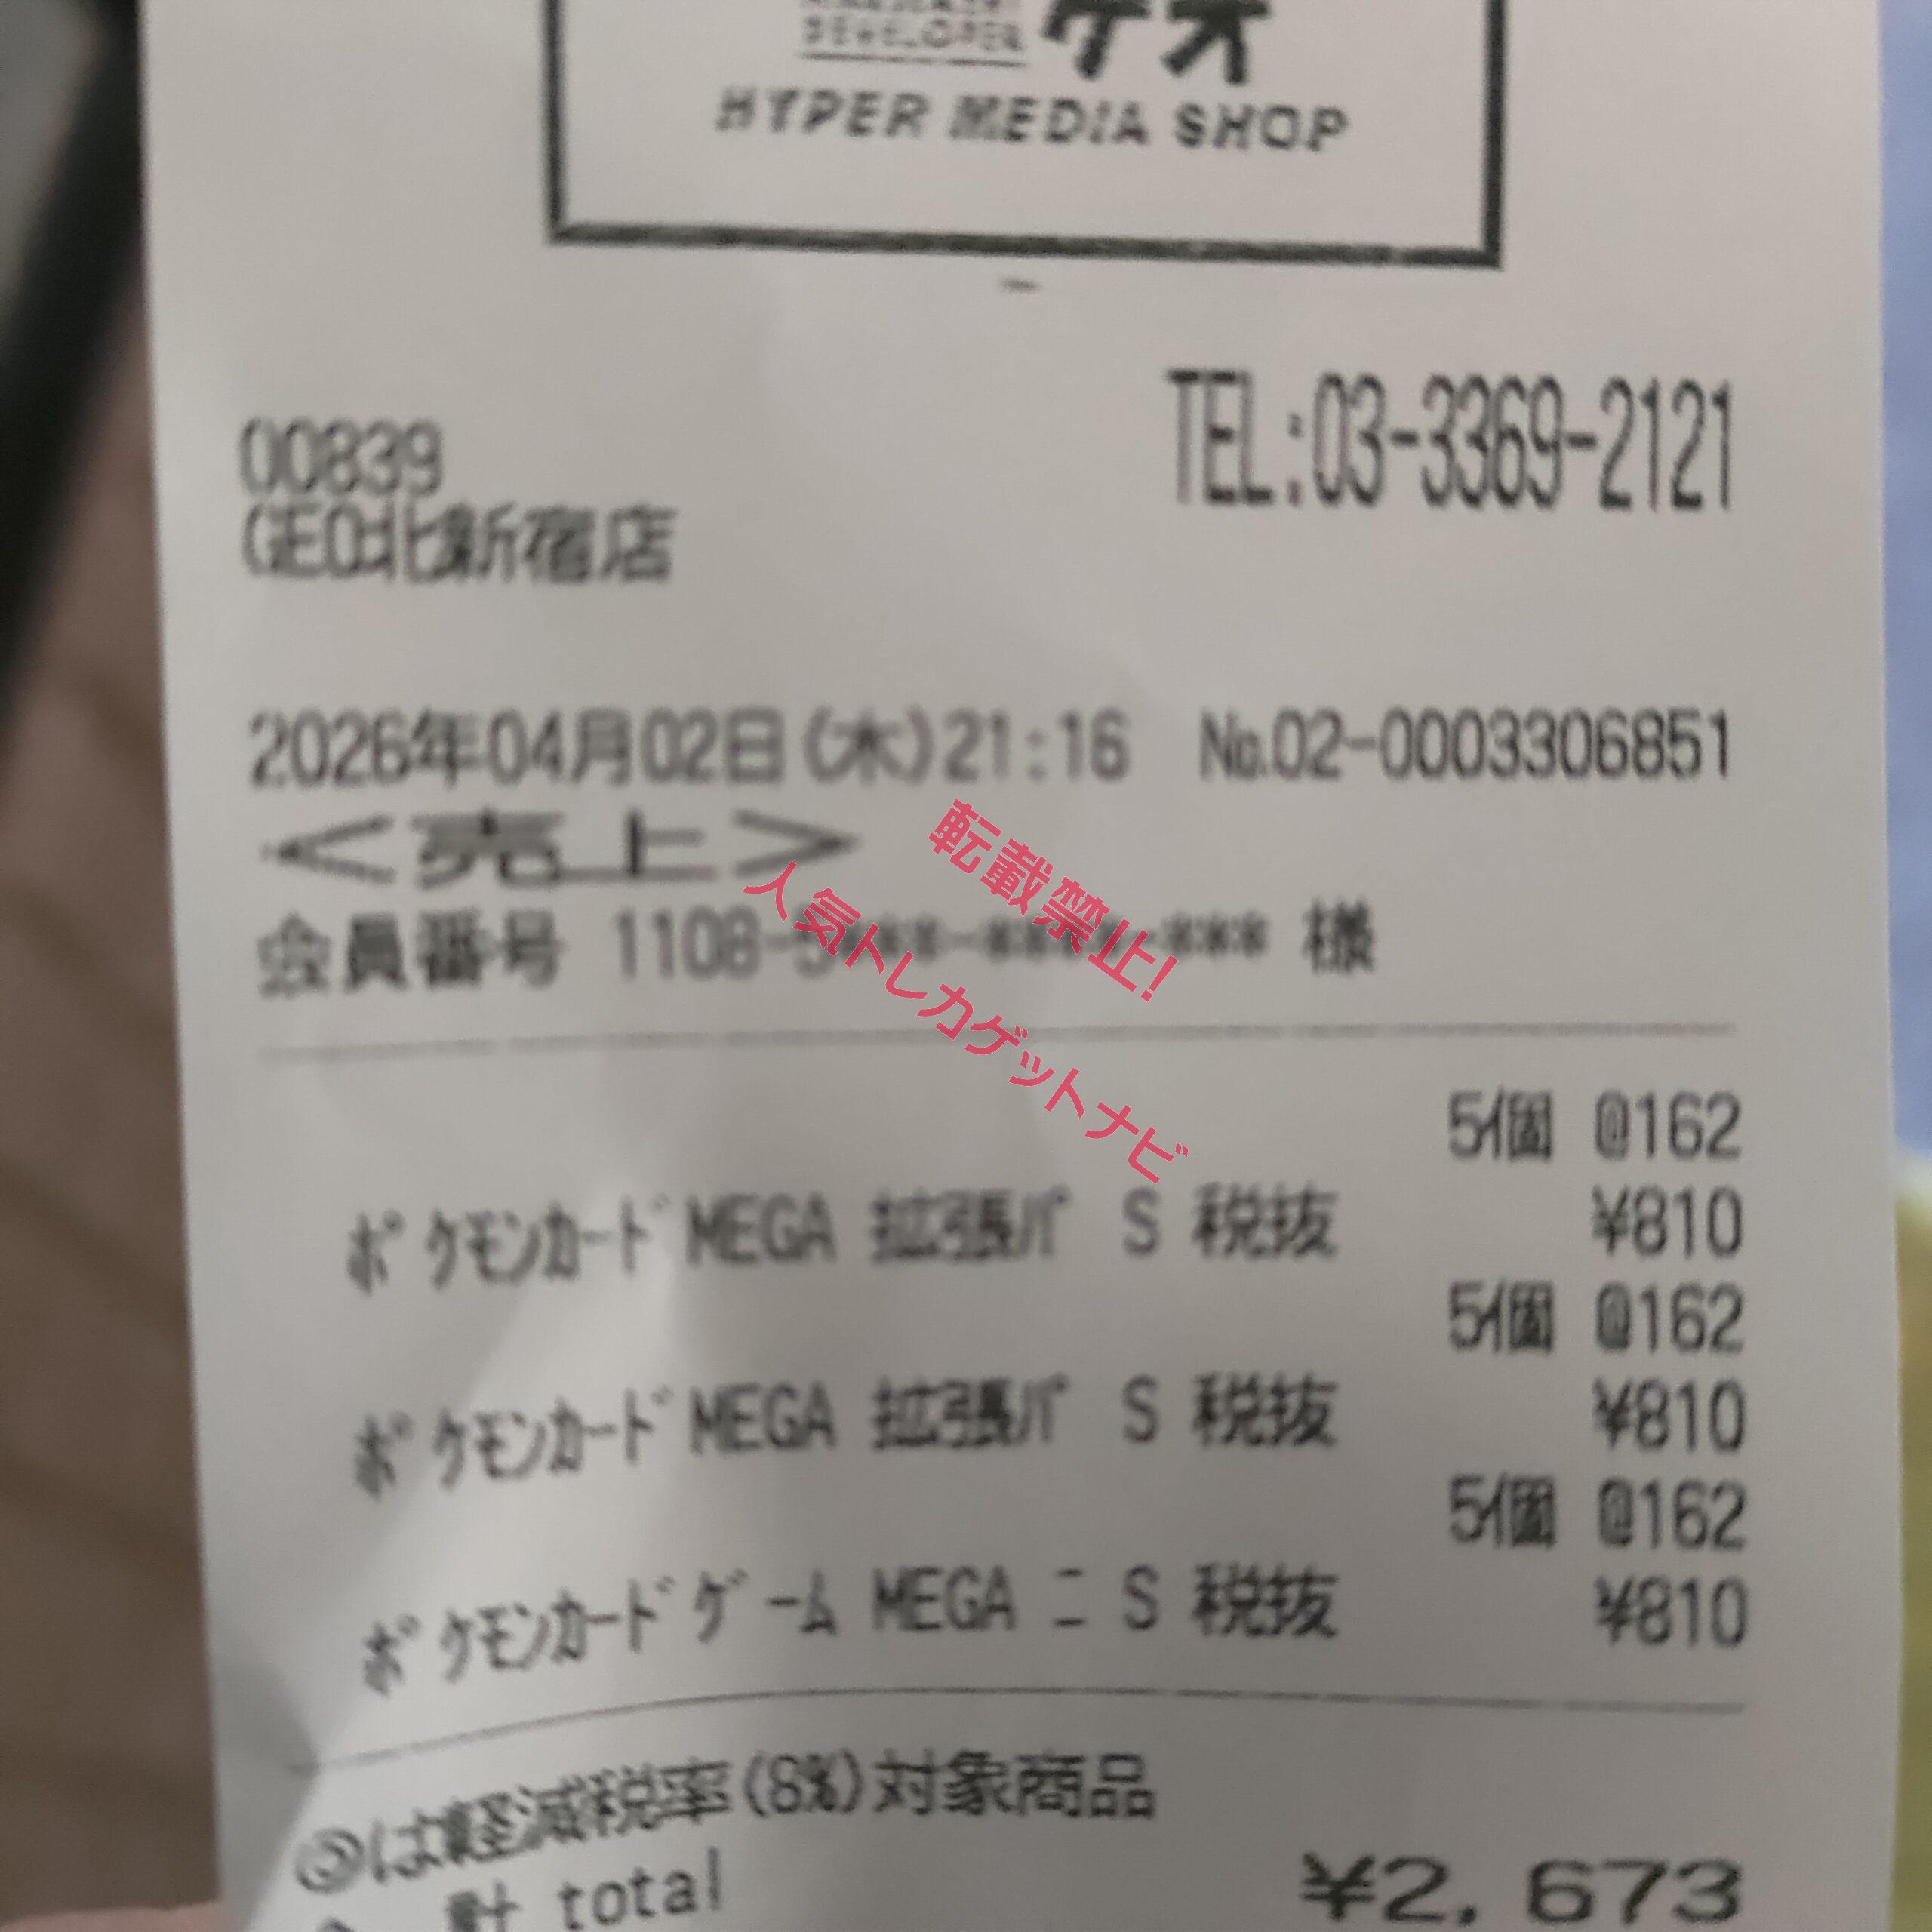 DEVELOPER
ゲオ
HYPER MEDIA SHOP
TEL:03-3369-2121
00839
GEO北新宿店
2026年04月02日(木)21:16 №02-0003306851
<売上>
会員番号 1108-5***-****-*** 様
転載禁止!
人気トレカゲットナビ
5個 @162
ポケモンカードMEGA 拡張パ S 税抜 ¥810
5個 @162
ポケモンカードMEGA 拡張パ S 税抜 ¥810
5個 @162
ポケモンカードゲーム MEGA ニ S 税抜 ¥810
は軽減税率(8%)対象商品
計 total ¥2,673